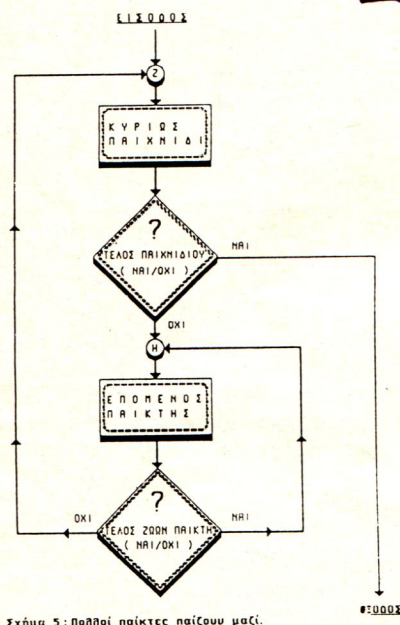 ΕΙΣΟΔΟΣ
Ζ
ΚΥΡΙΩΣ
ΠΑΙΧΝΙΔΙ
?
ΤΕΛΟΣ ΠΑΙΧΝΙΔΙΟΥ
( ΝΑΙ/ΟΧΙ )
ΝΑΙ
ΟΧΙ
Η
ΕΠΟΜΕΝΟΣ
ΠΑΙΚΤΗΣ
?
ΟΧΙ
ΤΕΛΟΣ ΖΩΩΝ ΠΑΙΚΤΗ
ΝΑΙ
( ΝΑΙ/ΟΧΙ )
ΕΞΟΔΟΣ
Σχήμα 5: Πολλοί παίκτες παίζουν μαζί.